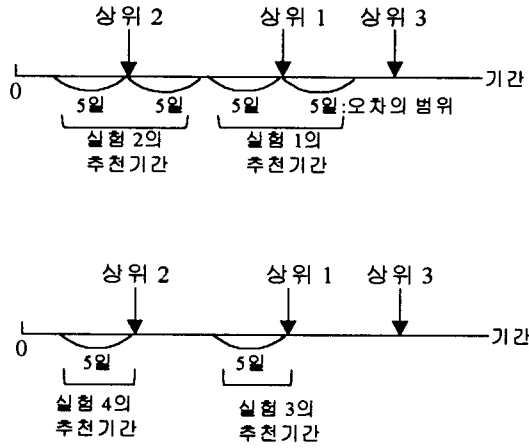 상위 2 상위 1 상위 3
0 기간
5일 5일 5일 5일:오차의 범위
실험 2의 실험 1의
추천기간 추천기간
상위 2 상위 1 상위 3
0 기간
5일 5일
실험 4의 실험 3의
추천기간 추천기간